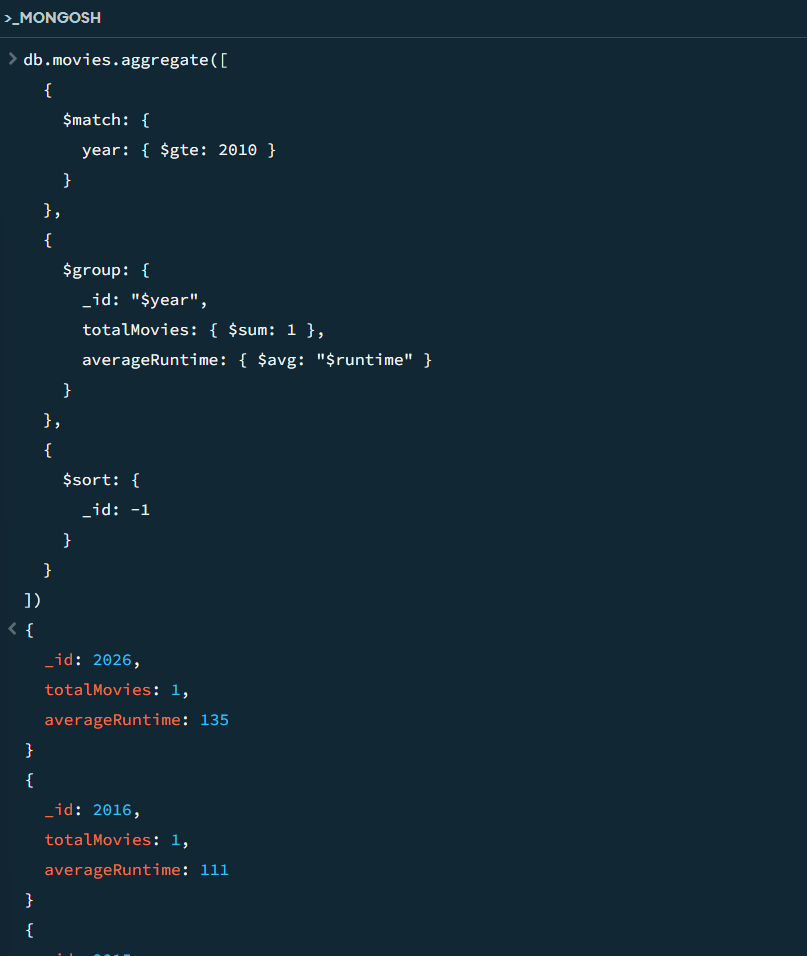 >_MONGOSH
> db.movies.aggregate([
{
$match: {
year: { $gte: 2010 }
}
},
{
$group: {
_id: "$year",
totalMovies: { $sum: 1 },
averageRuntime: { $avg: "$runtime" }
}
},
{
$sort: {
_id: -1
}
}
])
< {
_id: 2026,
totalMovies: 1,
averageRuntime: 135
}
{
_id: 2016,
totalMovies: 1,
averageRuntime: 111
}
{